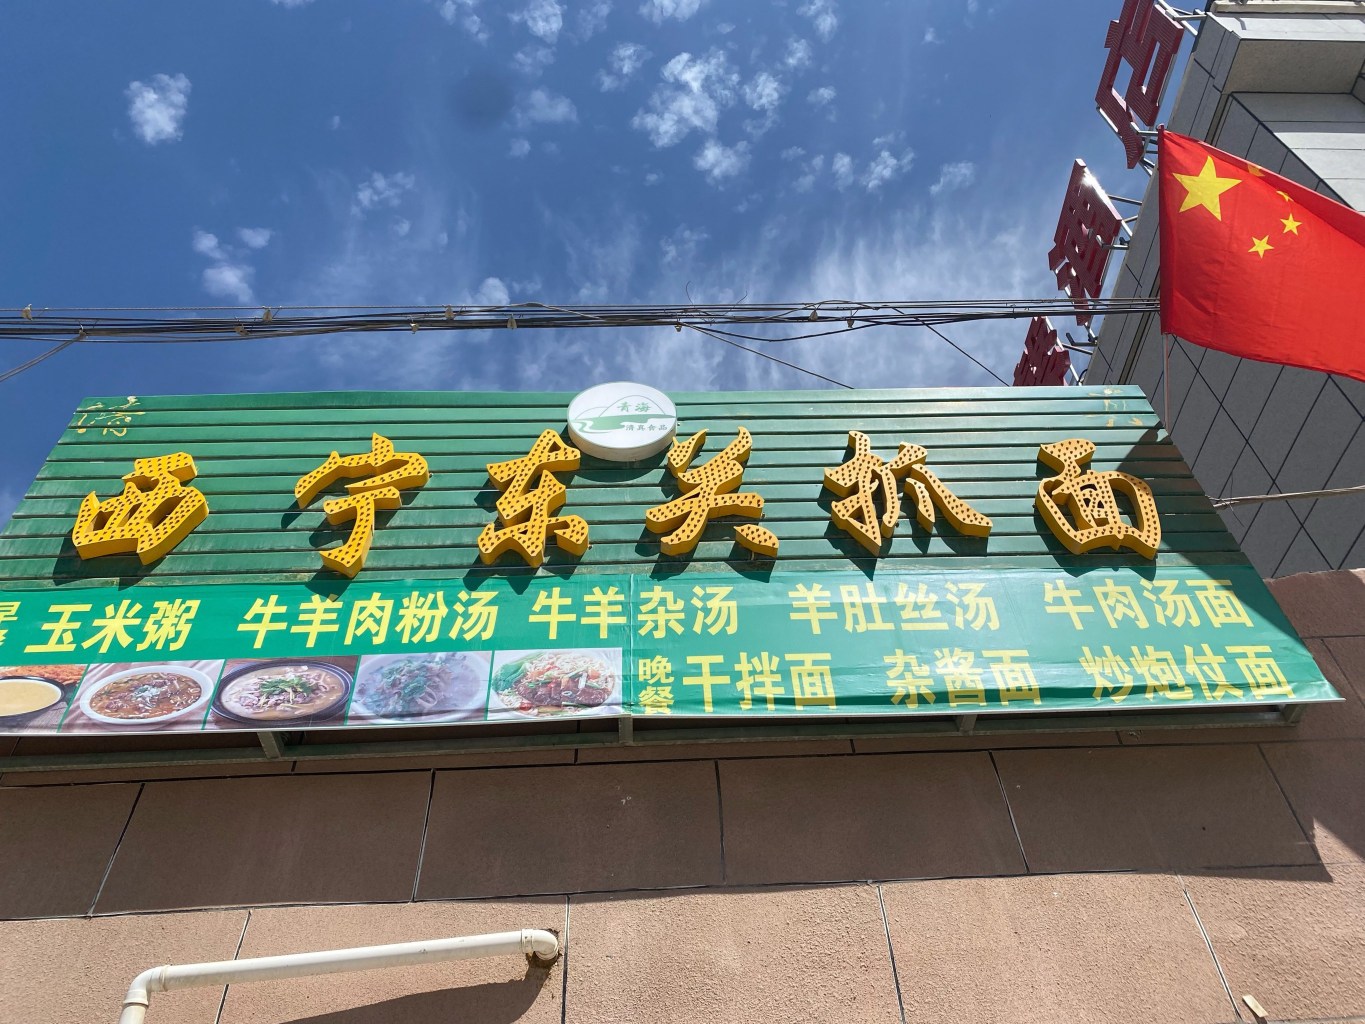 青海
清真食品
清
西宁东关抓面
玉米粥 牛羊肉粉汤 牛羊杂汤 羊肚丝汤 牛肉汤面
晚餐 干拌面 杂酱面 炒炮仗面